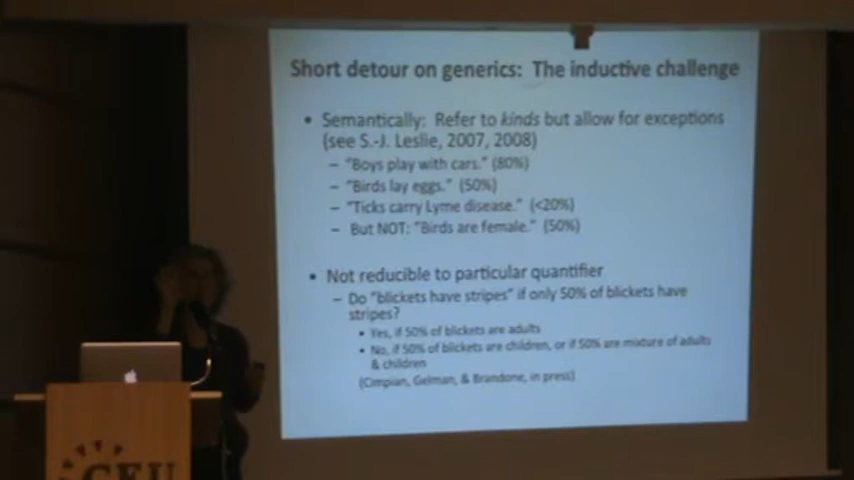 Short detour on generics: The inductive challenge
• Semantically: Refer to kinds but allow for exceptions
(see S.-J. Leslie, 2007, 2008)
– "Boys play with cars." (80%)
– "Birds lay eggs." (50%)
– "Ticks carry Lyme disease." (<20%)
– But NOT: "Birds are female." (50%)
• Not reducible to particular quantifier
– Do "blickets have stripes" if only 50% of blickets have
stripes?
• Yes, if 50% of blickets are adults
• No, if 50% of blickets are children, or if 50% are mixture of adults
& children
(Cimpian, Gelman, & Brandone, in press)
CEU